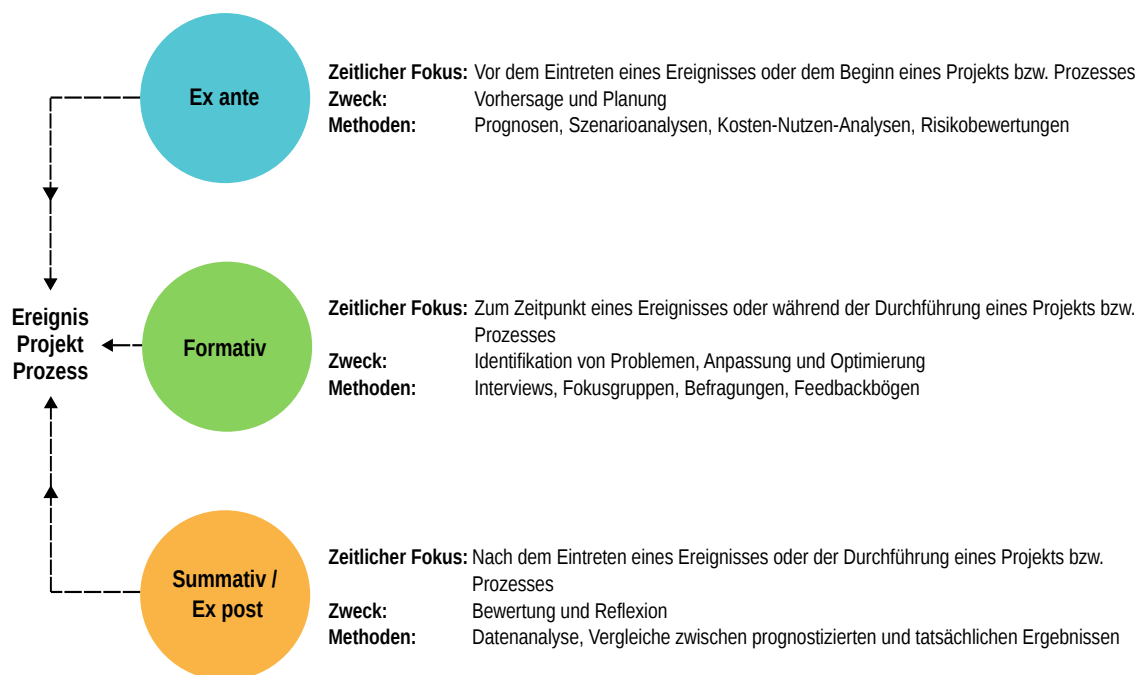 Ex ante
Zeitlicher Fokus: Vor dem Eintreten eines Ereignisses oder dem Beginn eines Projekts bzw. Prozesses
Zweck: Vorhersage und Planung
Methoden: Prognosen, Szenarioanalysen, Kosten-Nutzen-Analysen, Risikobewertungen
Ereignis
Projekt
Prozess
Formativ
Zeitlicher Fokus: Zum Zeitpunkt eines Ereignisses oder während der Durchführung eines Projekts bzw.
Prozesses
Zweck: Identifikation von Problemen, Anpassung und Optimierung
Methoden: Interviews, Fokusgruppen, Befragungen, Feedbackbögen
Summativ /
Ex post
Zeitlicher Fokus: Nach dem Eintreten eines Ereignisses oder der Durchführung eines Projekts bzw.
Prozesses
Zweck: Bewertung und Reflexion
Methoden: Datenanalyse, Vergleiche zwischen prognostizierten und tatsächlichen Ergebnissen